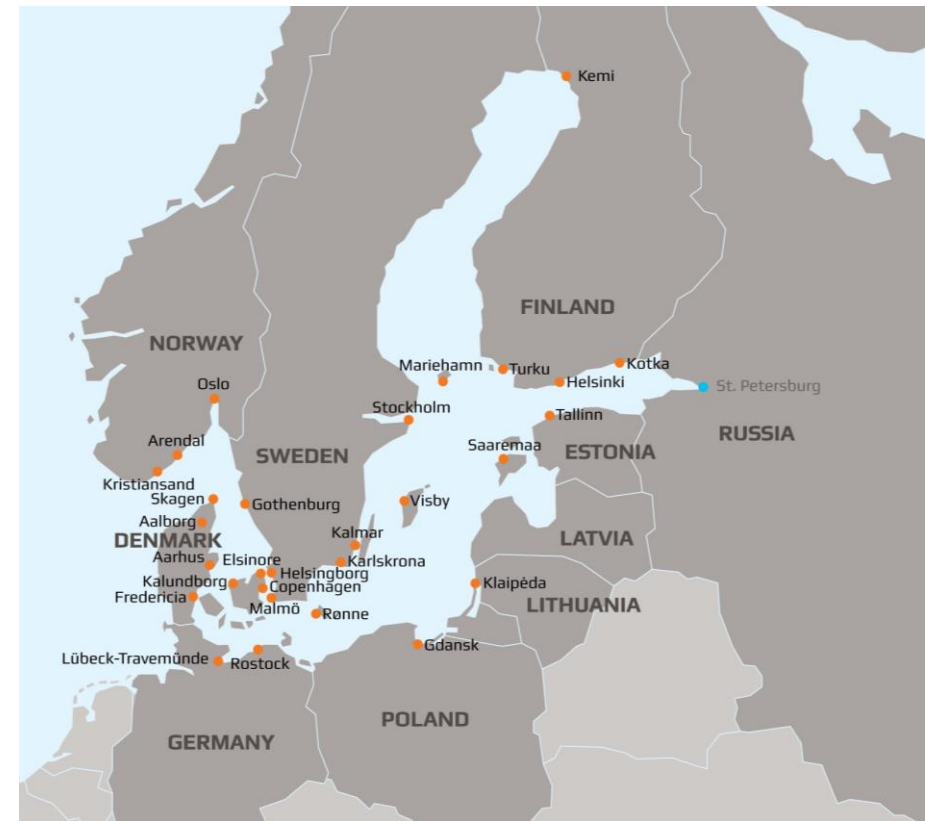 Kemi
FINLAND
NORWAY
Mariehamn
Turku
Kotka
Helsinki
St. Petersburg
Oslo
Stockholm
Tallinn
RUSSIA
Arendal
SWEDEN
Saaremaa
ESTONIA
Kristiansand
Skagen
Gothenburg
Visby
Aalborg
DENMARK
Kalmar
LATVIA
Aarhus
Elsinore
Karlskrona
Helsingborg
Kalundborg
Copenhagen
Klaipėda
Fredericia
Malmö
Rønne
LITHUANIA
Gdansk
Lübeck-Travemünde
Rostock
POLAND
GERMANY